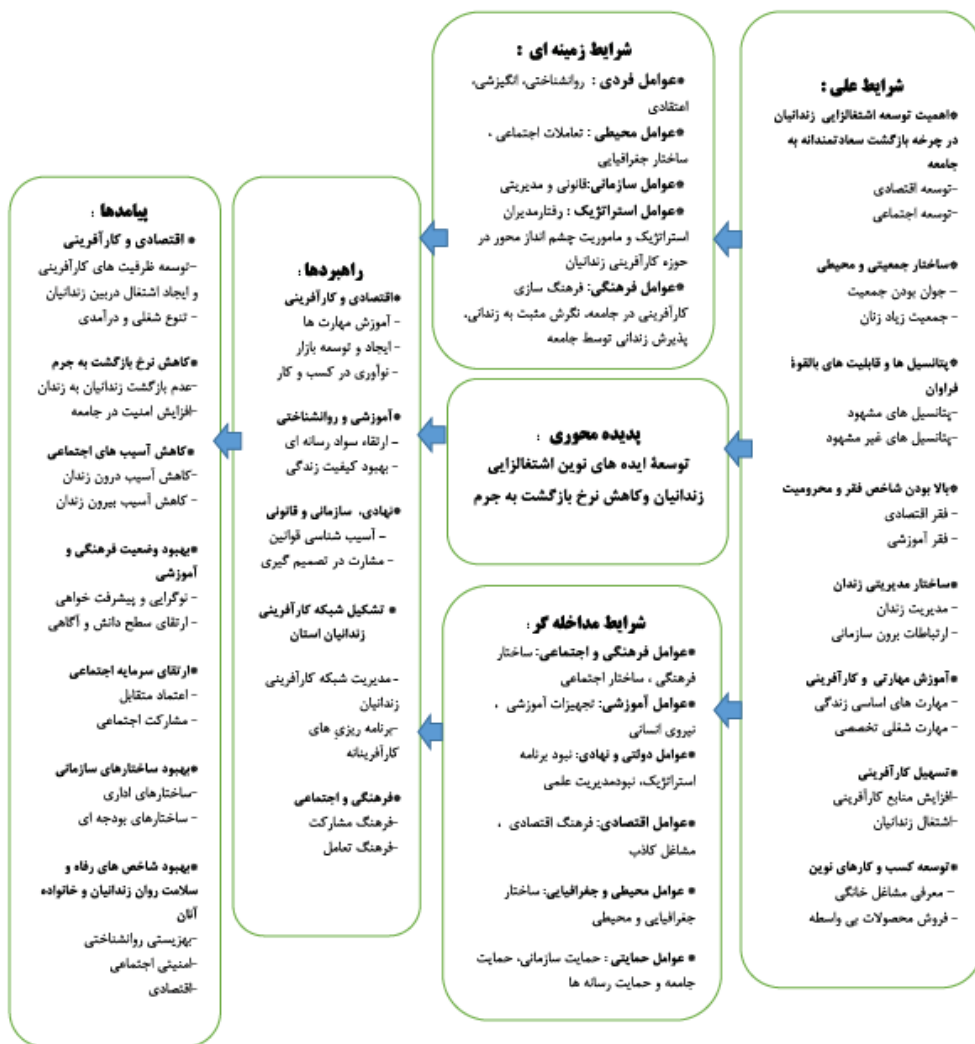 شرایط علی :
*اهمیت توسعه اشتغالزایی زندانیان
در چرخه بازگشت سعادتمندانه به
جامعه
-توسعه اقتصادی
-توسعه اجتماعی
*ساختار جمعیتی و محیطی
- جوان بودن جمعیت
- جمعیت زیاد زنان
*پتانسیل ها و قابلیت های بالقوۀ
فراوان
-پتانسیل های مشهود
-پتانسیل های غیر مشهود
*بالا بودن شاخص فقر و محرومیت
- فقر اقتصادی
- فقر آموزشی
*ساختار مدیریتی زندان
- مدیریت زندان
- ارتباطات برون سازمانی
*آموزش مهارتی و کارآفرینی
- مهارت های اساسی زندگی
- مهارت شغلی تخصصی
*تسهیل کارآفرینی
-افزایش منابع کارآفرینی
-اشتغال زندانیان
*توسعه کسب و کارهای نوین
- معرفی مشاغل خانگی
- فروش محصولات بی واسطه
شرایط زمینه ای :
*عوامل فردی : روانشناختی، انگیزشی،
اعتقادی
*عوامل محیطی : تعاملات اجتماعی ،
ساختار جغرافیایی
*عوامل سازمانی:قانونی و مدیریتی
*عوامل استراتژیک : رفتارمدیران
استراتژیک و ماموریت چشم انداز محور در
حوزه کارآفرینی زندانیان
*عوامل فرهنگی: فرهنگ سازی
کارآفرینی در جامعه، نگرش مثبت به زندانی،
پذیرش زندانی توسط جامعه
پدیده محوری :
توسعۀ ایده های نوین اشتغالزایی
زندانیان وکاهش نرخ بازگشت به جرم
شرایط مداخله گر :
*عوامل فرهنگی و اجتماعی: ساختار
فرهنگی ، ساختار اجتماعی
*عوامل آموزشی: تجهیزات آموزشی ،
نیروی انسانی
*عوامل دولتی و نهادی: نبود برنامه
استراتژیک، نبودمدیریت علمی
*عوامل اقتصادی: فرهنگ اقتصادی ،
مشاغل کاذب
* عوامل محیطی و جغرافیایی: ساختار
جغرافیایی و محیطی
* عوامل حمایتی : حمایت سازمانی، حمایت
جامعه و حمایت رسانه ها
راهبردها :
*اقتصادی و کارآفرینی
- آموزش مهارت ها
- ایجاد و توسعه بازار
- نوآوری در کسب و کار
*آموزشی و روانشناختی
- ارتقاء سواد رسانه ای
- بهبود کیفیت زندگی
*نهادی، سازمانی و قانونی
- آسیب شناسی قوانین
- مشارت در تصمیم گیری
* تشکیل شبکه کارآفرینی
زندانیان استان
-مدیریت شبکه کارآفرینی
زندانیان
-برنامه ریزي های
کارآفرینانه
*فرهنگی و اجتماعی
-فرهنگ مشارکت
-فرهنگ تعامل
پیامدها :
* اقتصادی و کارآفرینی
-توسعه ظرفیت های کارآفرینی
و ایجاد اشتغال دربین زندانیان
- تنوع شغلی و درآمدی
*کاهش نرخ بازگشت به جرم
-عدم بازگشت زندانیان به زندان
-افزایش امنیت در جامعه
*کاهش آسیب های اجتماعی
-کاهش آسیب درون زندان
- کاهش آسیب بیرون زندان
*بهبود وضعیت فرهنگی و
آموزشی
- نوگرایی و پیشرفت خواهی
- ارتقای سطح دانش و آگاهی
*ارتقای سرمایه اجتماعی
- اعتماد متقابل
- مشارکت اجتماعی
*بهبود ساختارهای سازمانی
-ساختارهای اداری
- ساختارهای بودجه ای
*بهبود شاخص های رفاه و
سلامت روان زندانیان و خانواده
آنان
-بهزیستی روانشناختی
-امنیتی اجتماعی
-اقتصادی